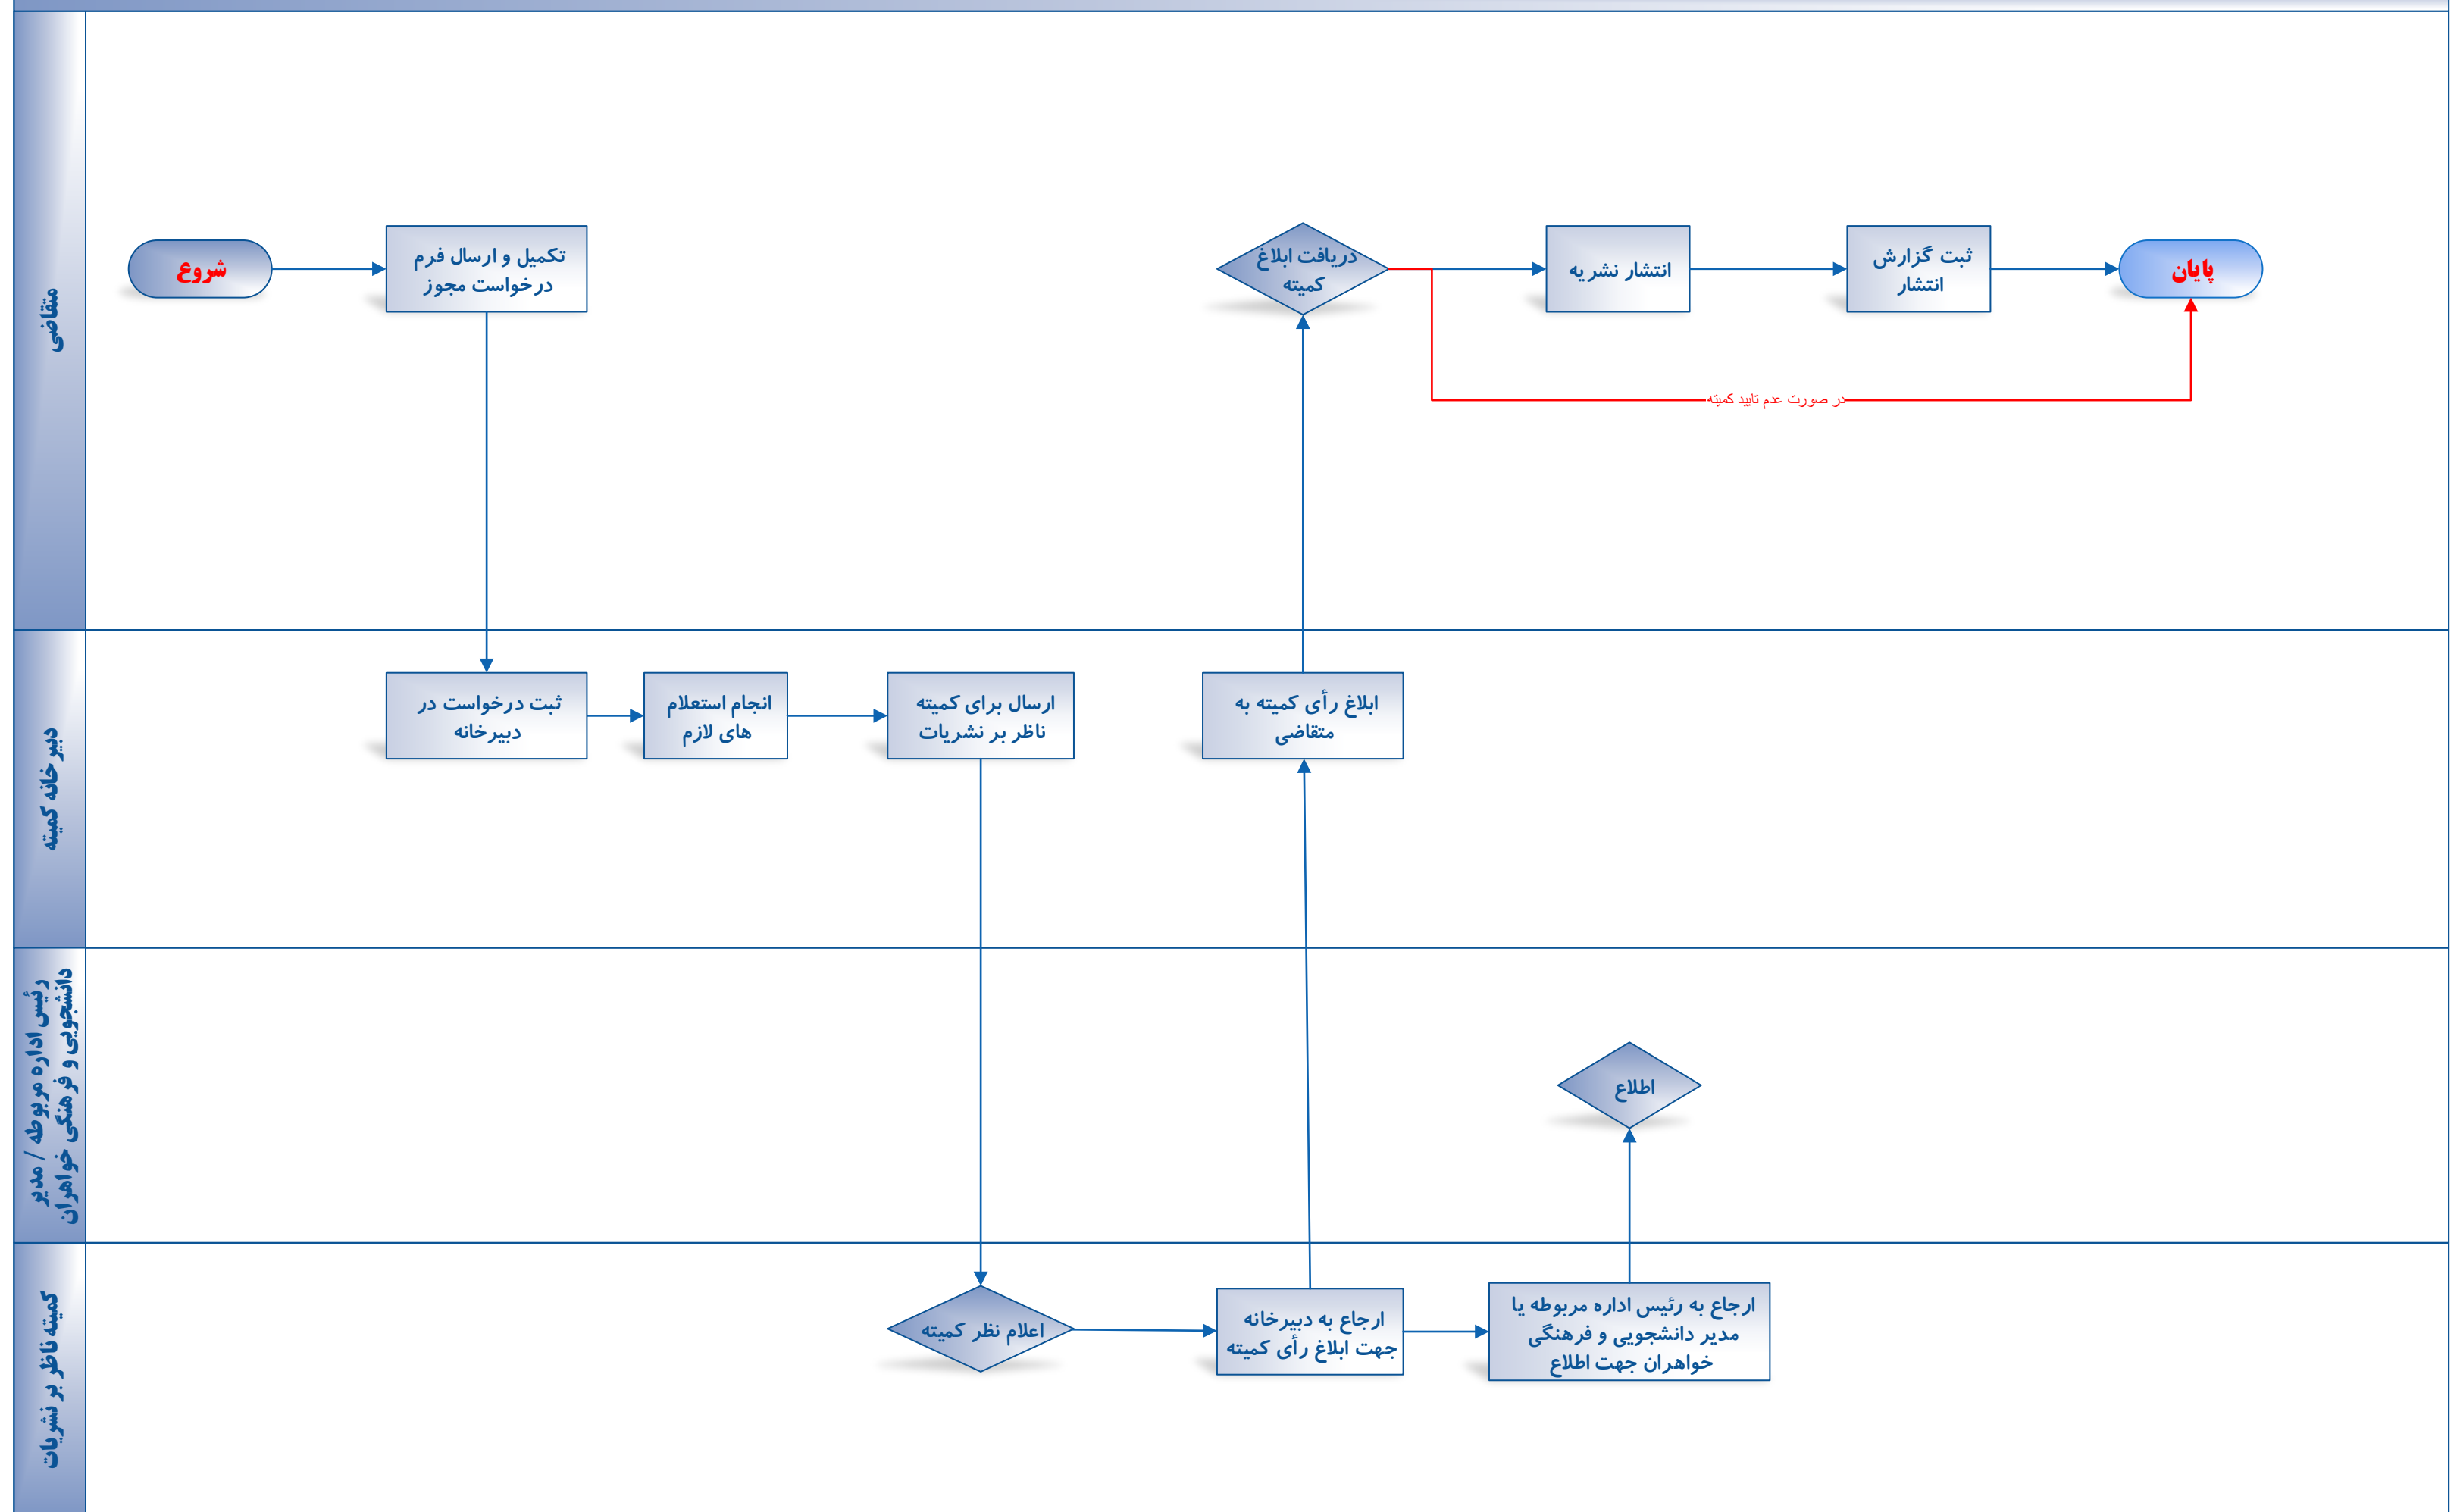 متقاضی
شروع
تکمیل و ارسال فرم
درخواست مجوز
دریافت ابلاغ
کمیته
انتشار نشریه
ثبت گزارش
انتشار
پایان
در صورت عدم تایید کمیته
دبیرخانه کمیته
ثبت درخواست در
دبیرخانه
انجام استعلام
های لازم
ارسال برای کمیته
ناظر بر نشریات
ابلاغ رأی کمیته به
متقاضی
رئیس اداره مربوطه / مدیر
دانشجویی و فرهنگی خواهران
اطلاع
کمیته ناظر بر نشریات
اعلام نظر کمیته
ارجاع به دبیرخانه
جهت ابلاغ رأی کمیته
ارجاع به رئیس اداره مربوطه یا
مدیر دانشجویی و فرهنگی
خواهران جهت اطلاع